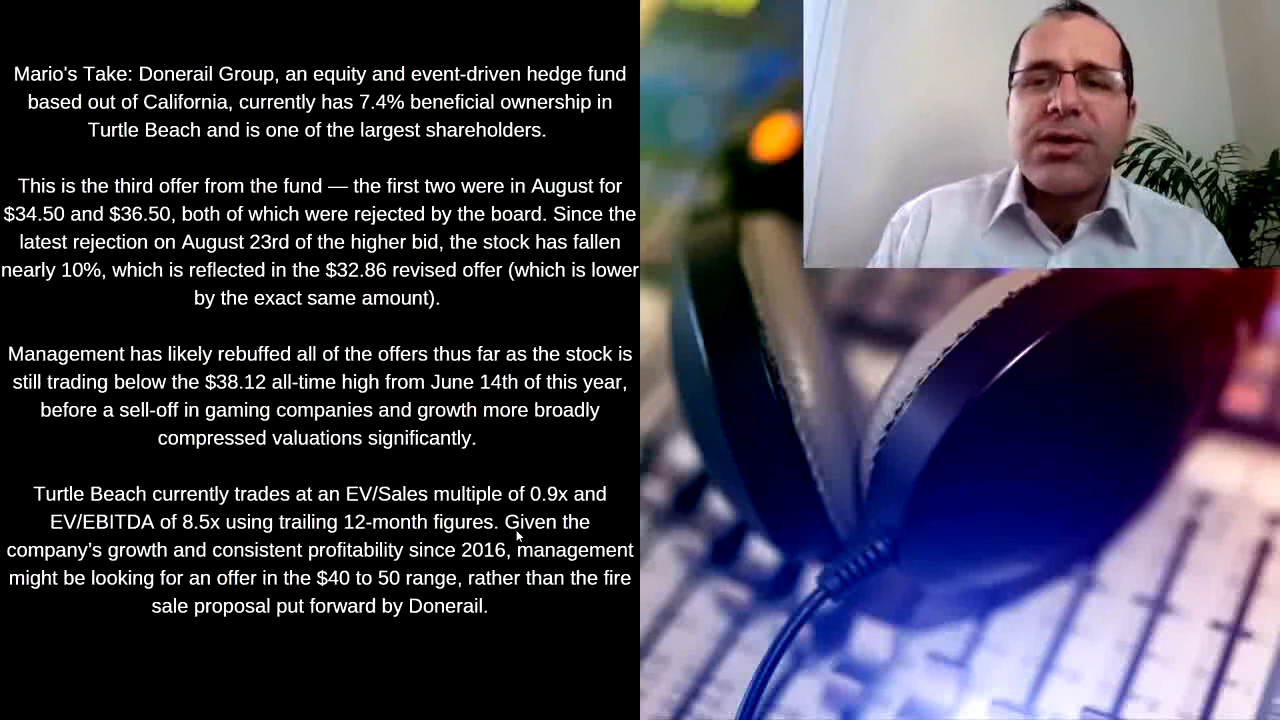 Mario's Take: Donerail Group, an equity and event-driven hedge fund
based out of California, currently has 7.4% beneficial ownership in
Turtle Beach and is one of the largest shareholders.
This is the third offer from the fund — the first two were in August for
$34.50 and $36.50, both of which were rejected by the board. Since the
latest rejection on August 23rd of the higher bid, the stock has fallen
nearly 10%, which is reflected in the $32.86 revised offer (which is lower
by the exact same amount).
Management has likely rebuffed all of the offers thus far as the stock is
still trading below the $38.12 all-time high from June 14th of this year,
before a sell-off in gaming companies and growth more broadly
compressed valuations significantly.
Turtle Beach currently trades at an EV/Sales multiple of 0.9x and
EV/EBITDA of 8.5x using trailing 12-month figures. Given the
company’s growth and consistent profitability since 2016, management
might be looking for an offer in the $40 to 50 range, rather than the fire
sale proposal put forward by Donerail.